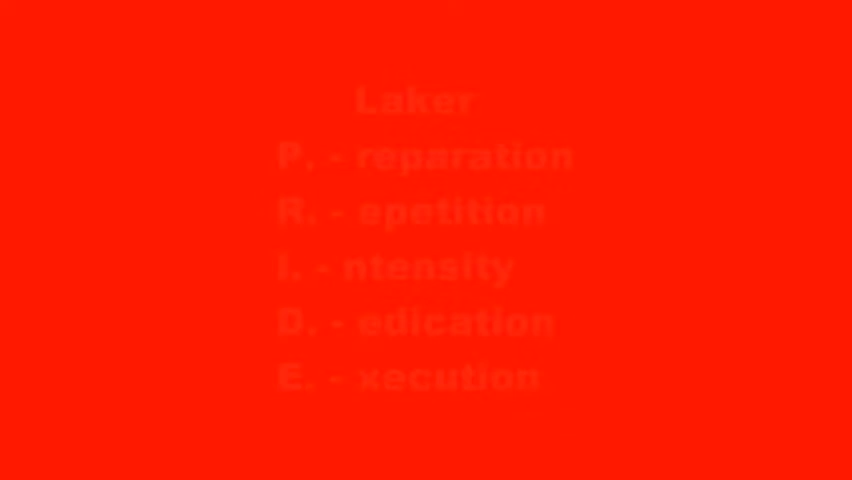 Laker
P. - reparation
R. - epetition
I. - ntensity
D. - edication
E. - xecution